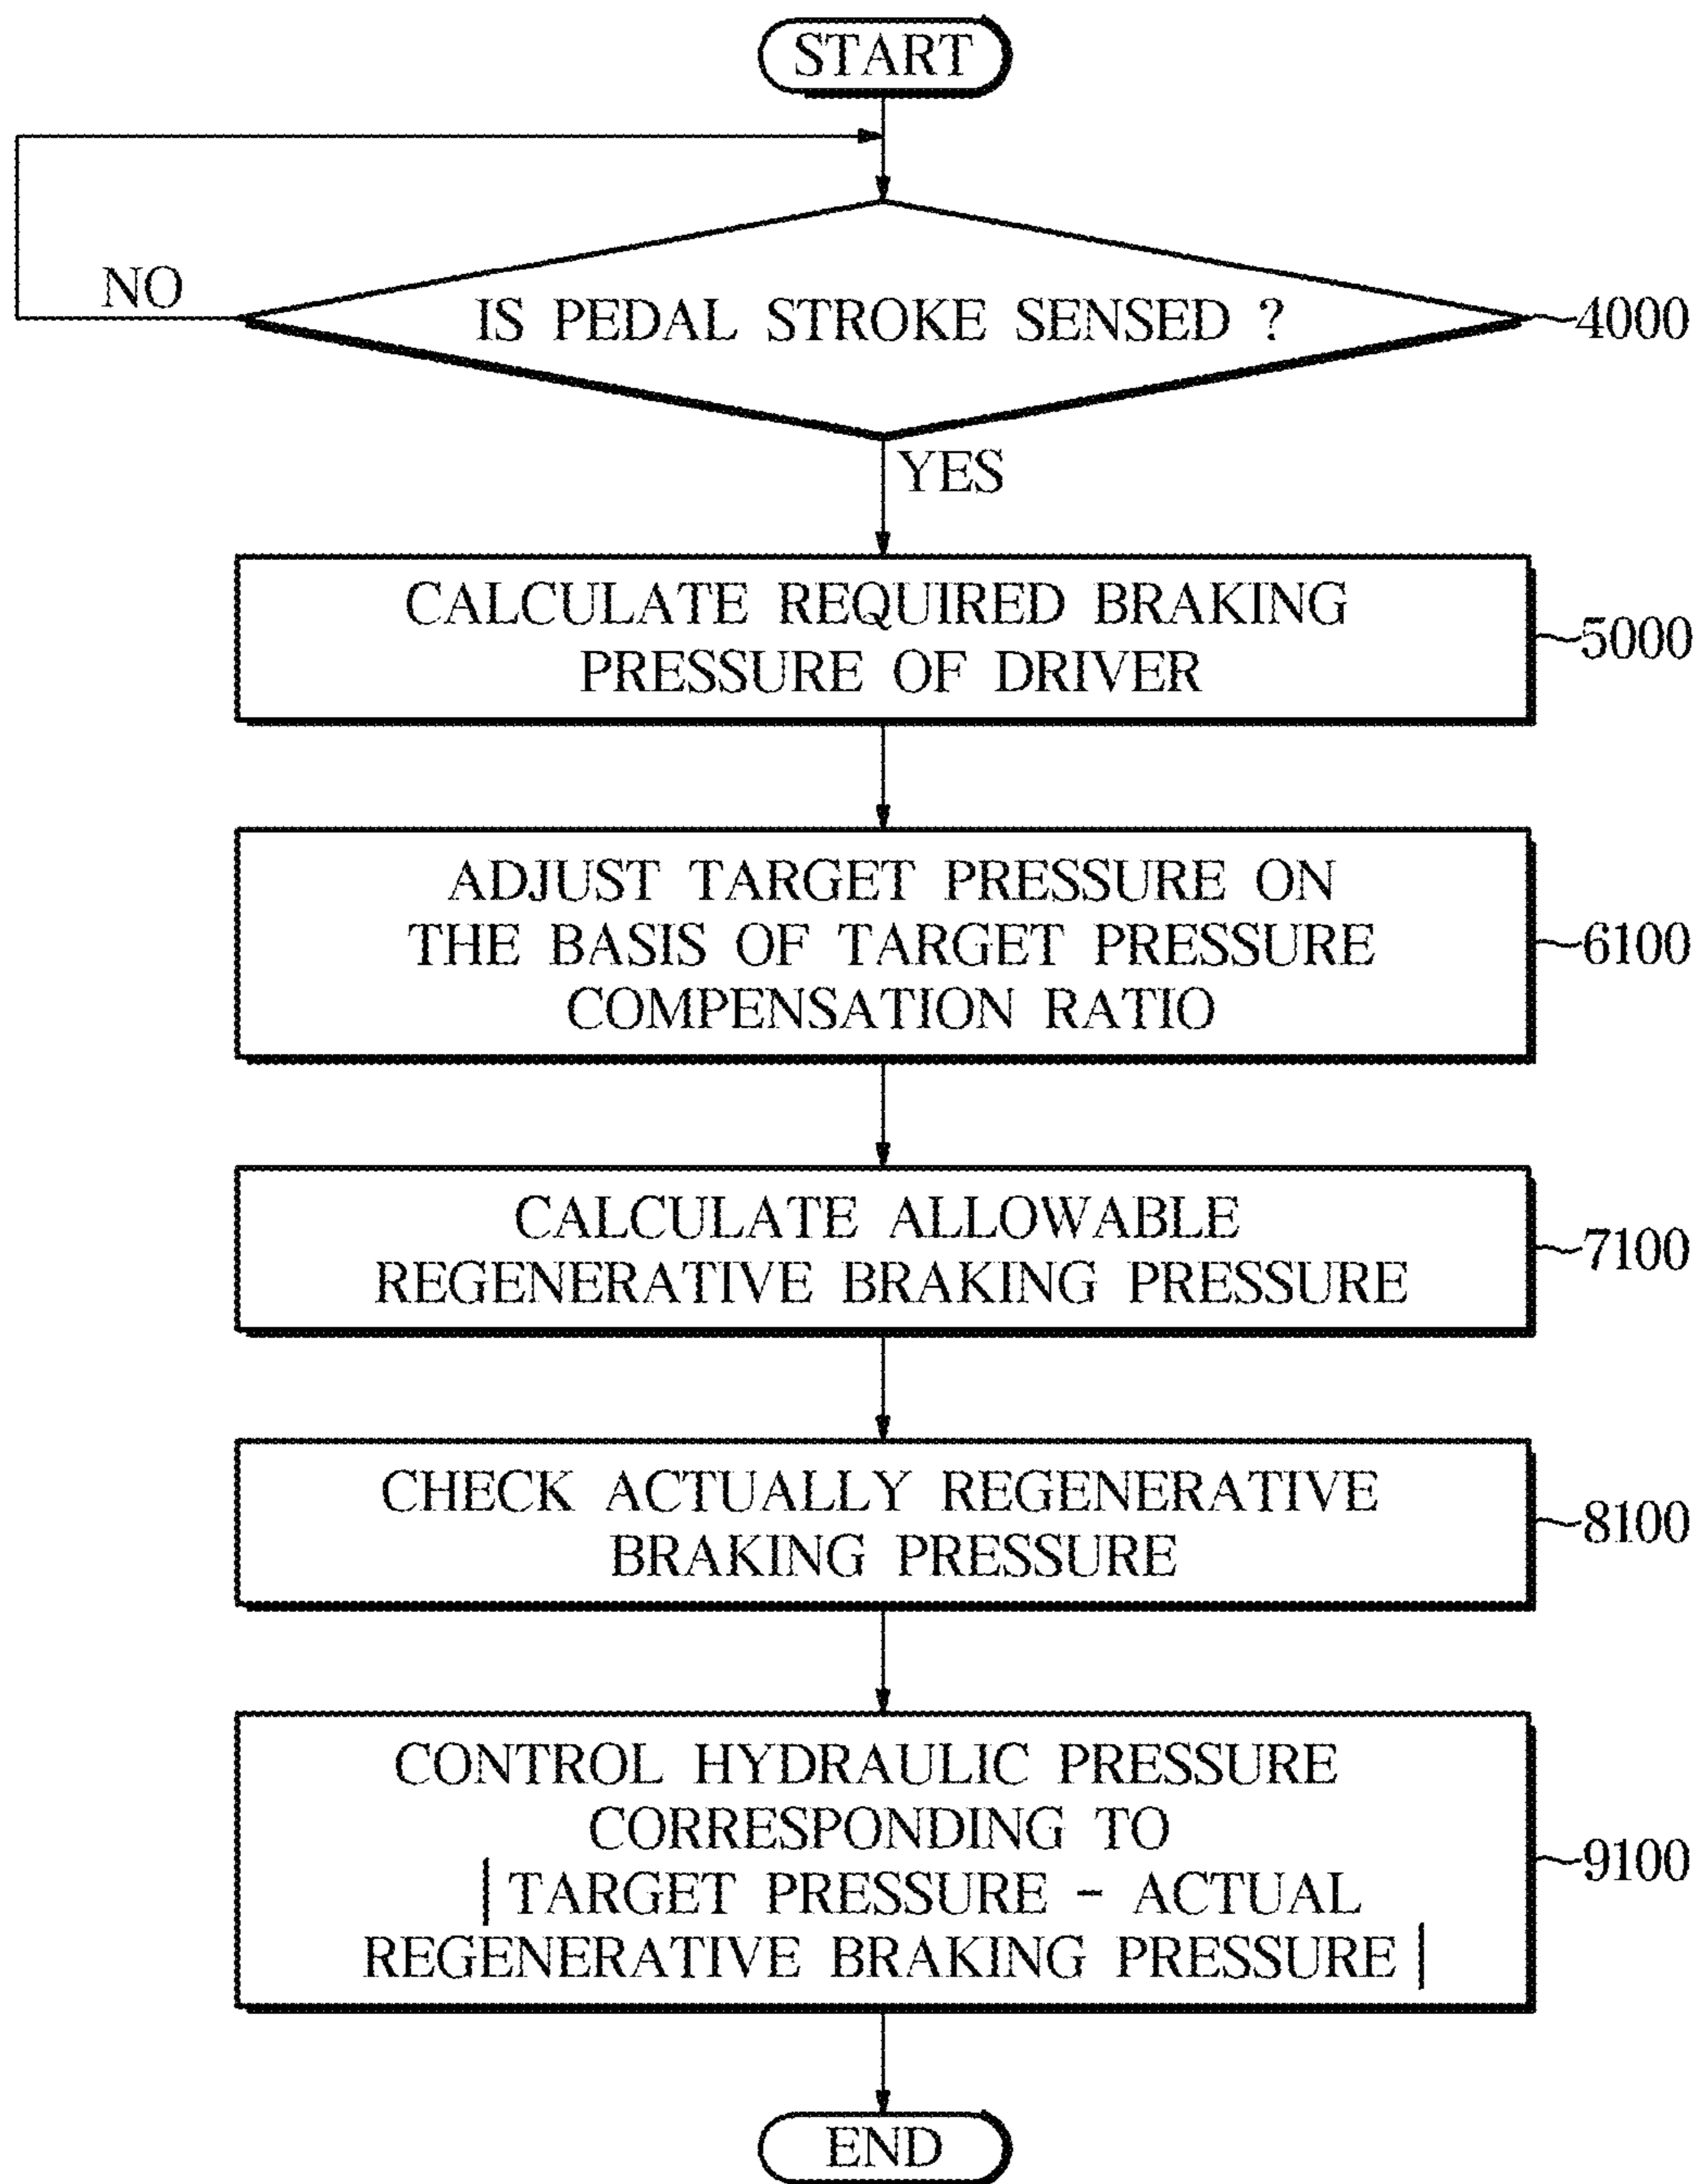 START
NO
IS PEDAL STROKE SENSED ?
4000
YES
CALCULATE REQUIRED BRAKING
PRESSURE OF DRIVER
5000
ADJUST TARGET PRESSURE ON
THE BASIS OF TARGET PRESSURE
COMPENSATION RATIO
6100
CALCULATE ALLOWABLE
REGENERATIVE BRAKING PRESSURE
7100
CHECK ACTUALLY REGENERATIVE
BRAKING PRESSURE
8100
CONTROL HYDRAULIC PRESSURE
CORRESPONDING TO
| TARGET PRESSURE - ACTUAL
REGENERATIVE BRAKING PRESSURE |
9100
END